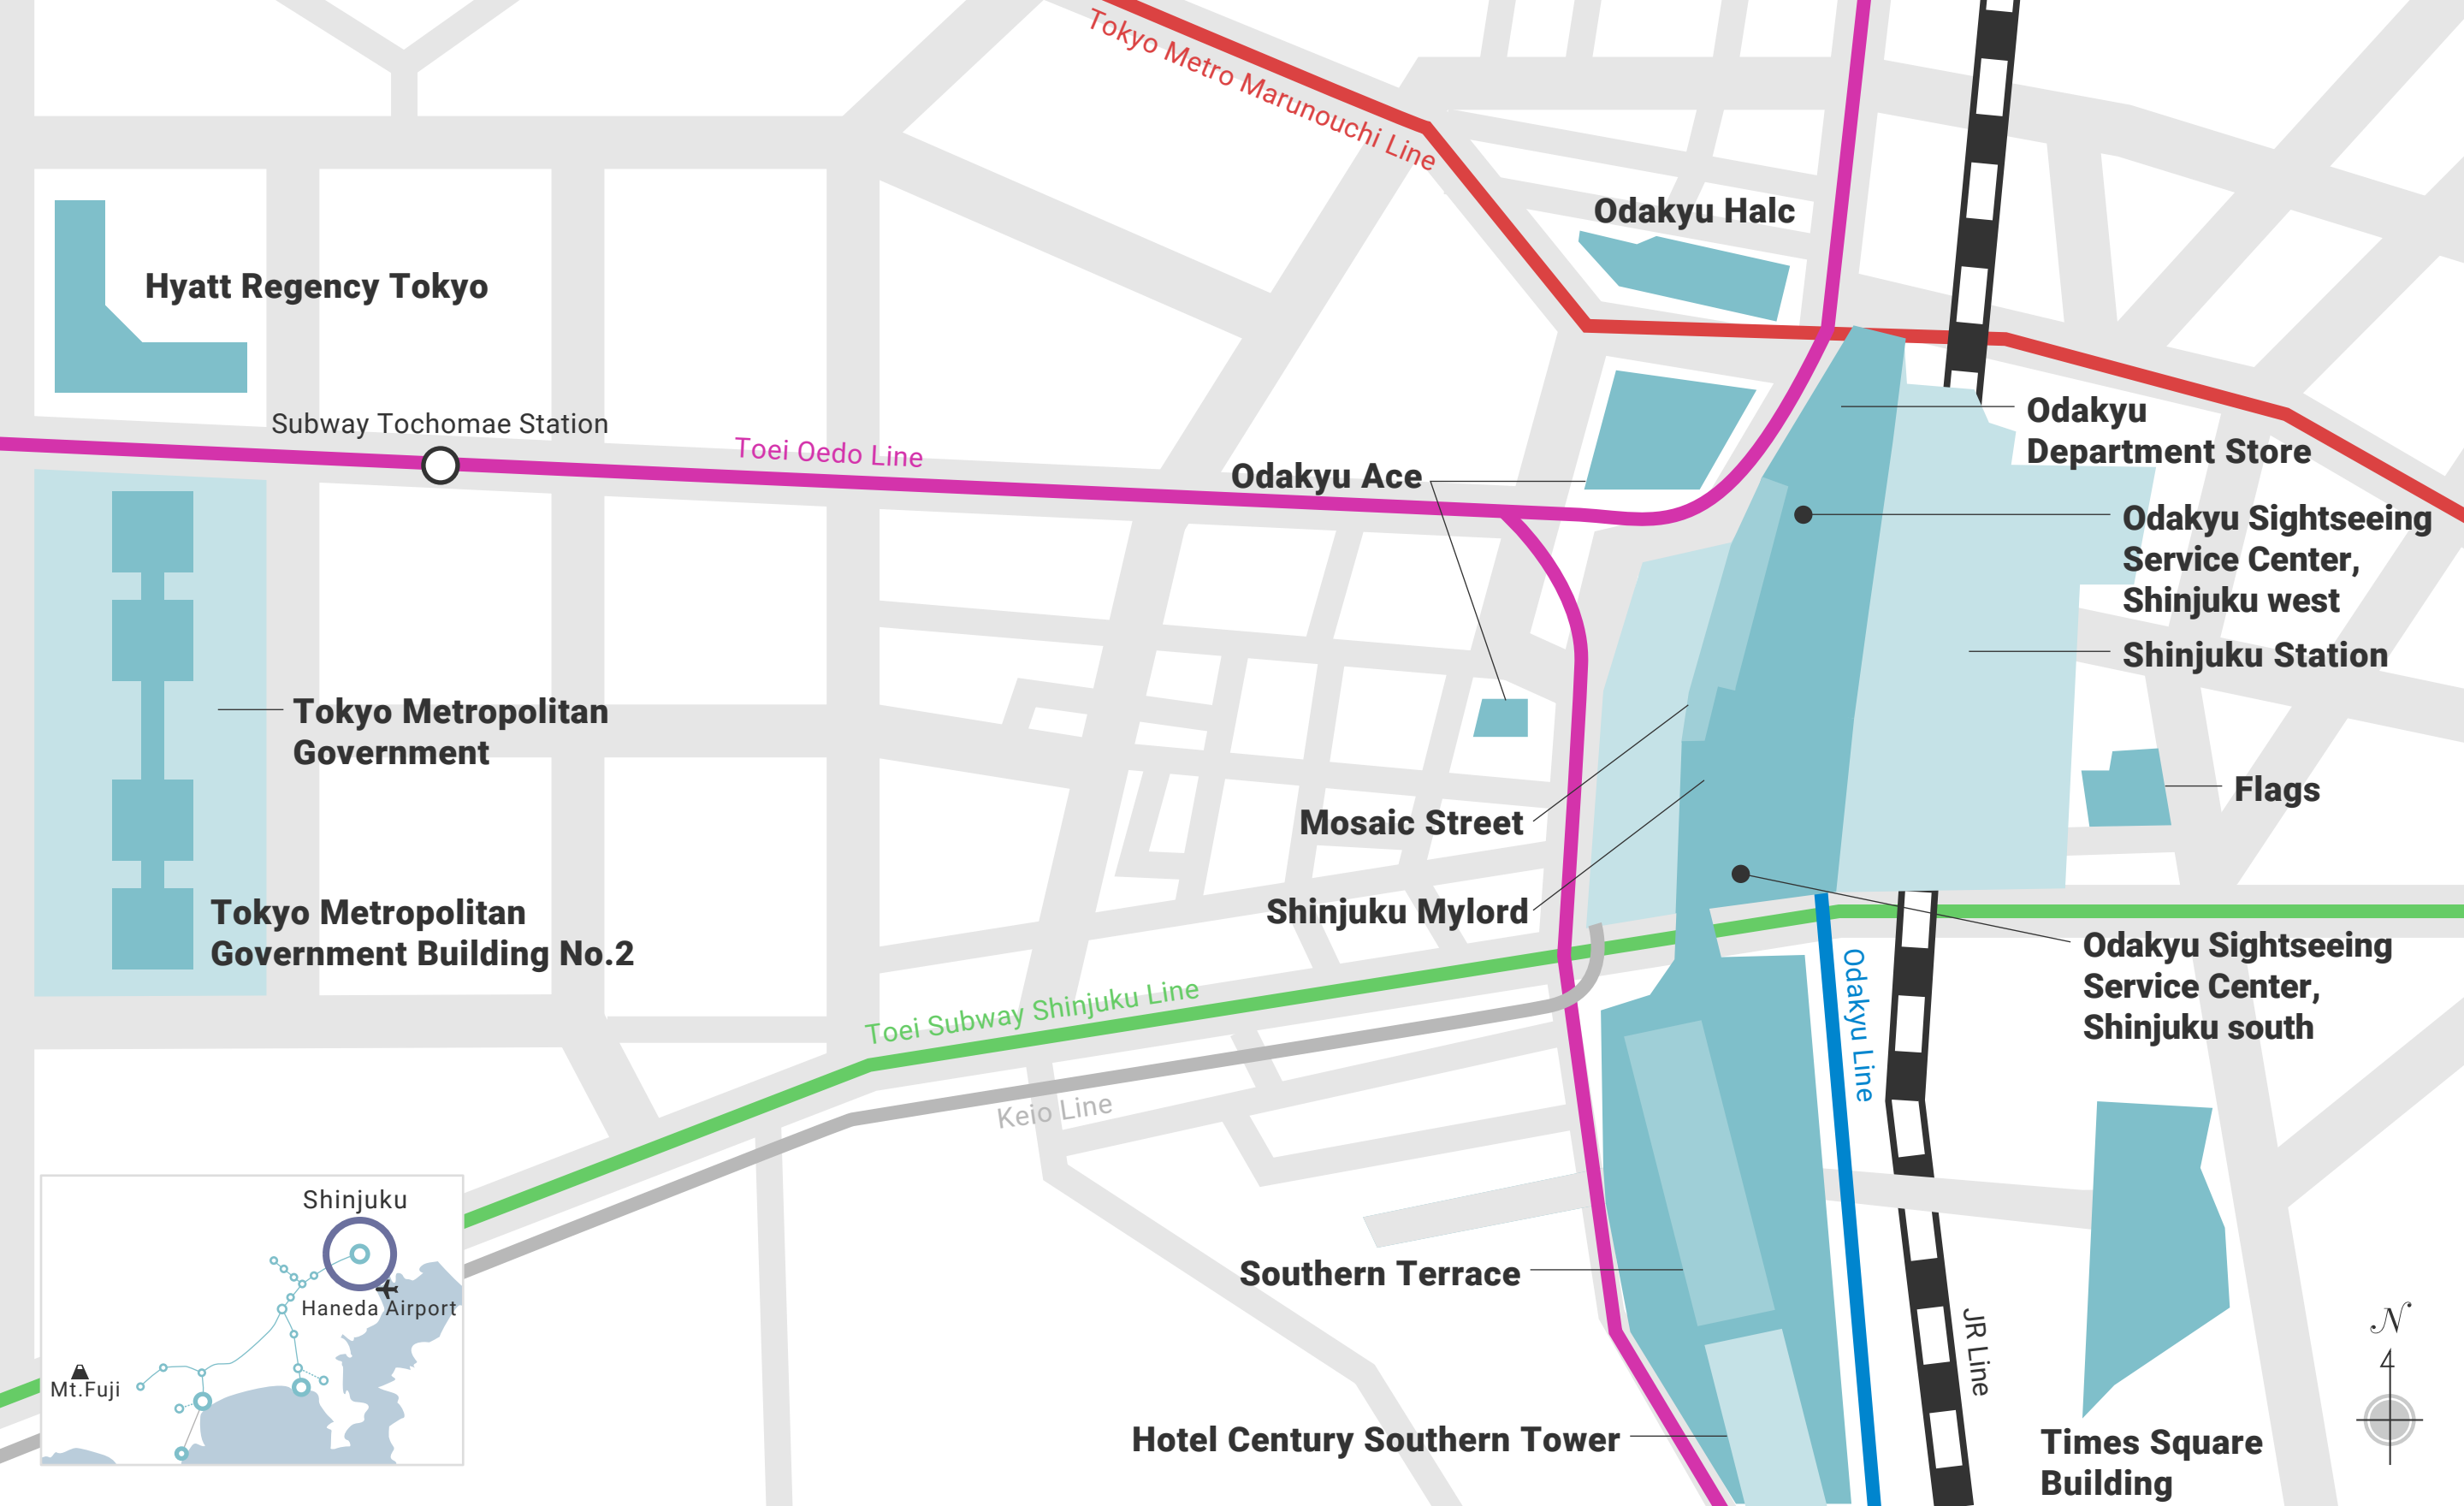 Tokyo Metro Marunouchi Line
Odakyu Halc
Hyatt Regency Tokyo
Subway Tochomae Station
Toei Oedo Line
Odakyu Ace
Odakyu
Department Store
Odakyu Sightseeing
Service Center,
Shinjuku west
Shinjuku Station
Tokyo Metropolitan
Government
Flags
Mosaic Street
Shinjuku Mylord
Tokyo Metropolitan
Government Building No.2
Odakyu Sightseeing
Service Center,
Shinjuku south
Toei Subway Shinjuku Line
Odakyu Line
Keio Line
Shinjuku
Haneda Airport
Mt.Fuji
Southern Terrace
JR Line
N
Hotel Century Southern Tower
Times Square
Building